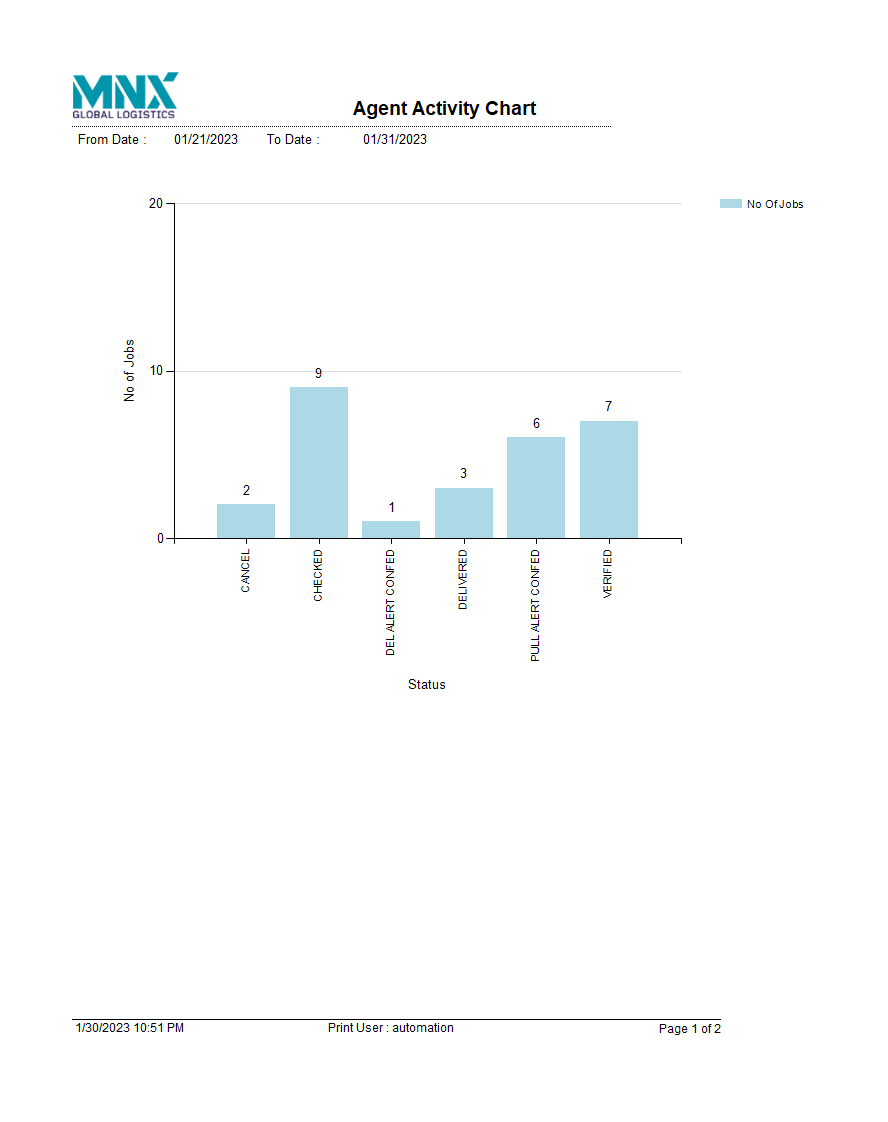 MNX
GLOBAL LOGISTICS
Agent Activity Chart
From Date : 01/21/2023 To Date : 01/31/2023
20
No Of Jobs
No of Jobs
10
9
7
6
3
2
1
0
CANCEL
CHECKED
DEL ALERT CONFED
DELIVERED
PULL ALERT CONFED
VERIFIED
Status
1/30/2023 10:51 PM Print User : automation Page 1 of 2